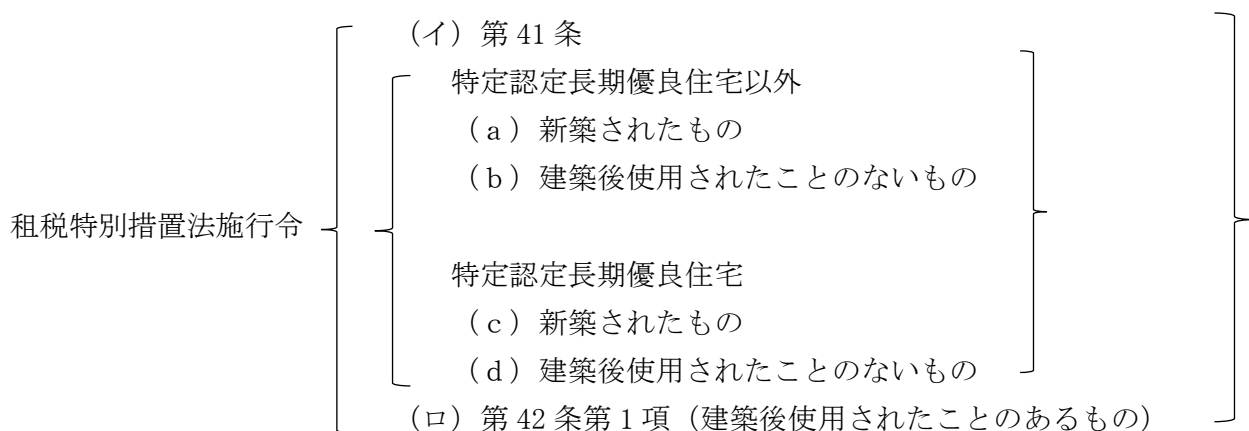 （イ）第 41 条
特定認定長期優良住宅以外
（ａ）新築されたもの
（ｂ）建築後使用されたことのないもの
租税特別措置法施行令
特定認定長期優良住宅
（ｃ）新築されたもの
（ｄ）建築後使用されたことのないもの
（ロ）第 42 条第 1 項（建築後使用されたことのあるもの）